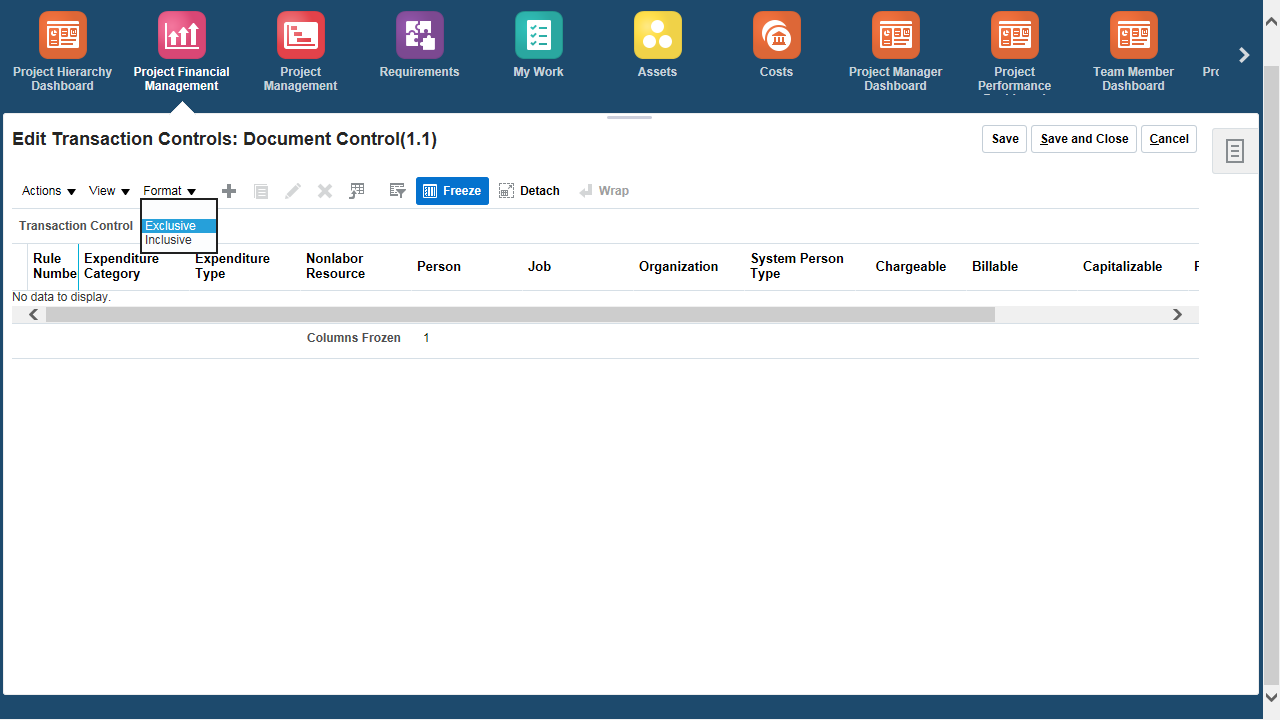 Project Hierarchy
Dashboard
Project Financial
Management
Project
Management
Requirements
My Work
Assets
Costs
Project Manager
Dashboard
Project
Performance
Team Member
Dashboard
Edit Transaction Controls: Document Control(1.1)
Save
Save and Close
Cancel
Actions
View
Format
Freeze
Detach
Wrap
Transaction Control
Exclusive
Inclusive
Rule
Numbe
Expenditure
Category
Expenditure
Type
Nonlabor
Resource
Person
Job
Organization
System Person
Type
Chargeable
Billable
Capitalizable
No data to display.
Columns Frozen 1